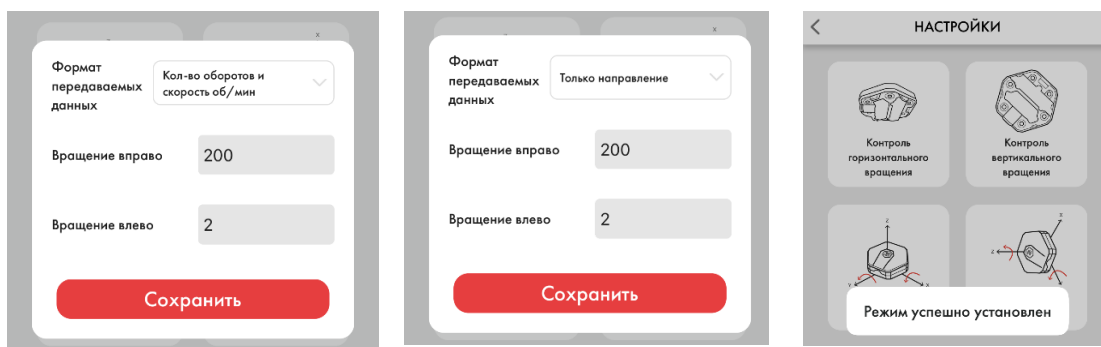 x
Формат
передаваемых
данных
Кол-во оборотов и
скорость об/мин
Вращение вправо
200
Вращение влево
2
Сохранить
x
Формат
передаваемых
данных
Только направление
Вращение вправо
200
Вращение влево
2
Сохранить
НАСТРОЙКИ
Контроль
горизонтального
вращения
Контроль
вертикального
вращения
z
y
x
x
z
Режим успешно установлен